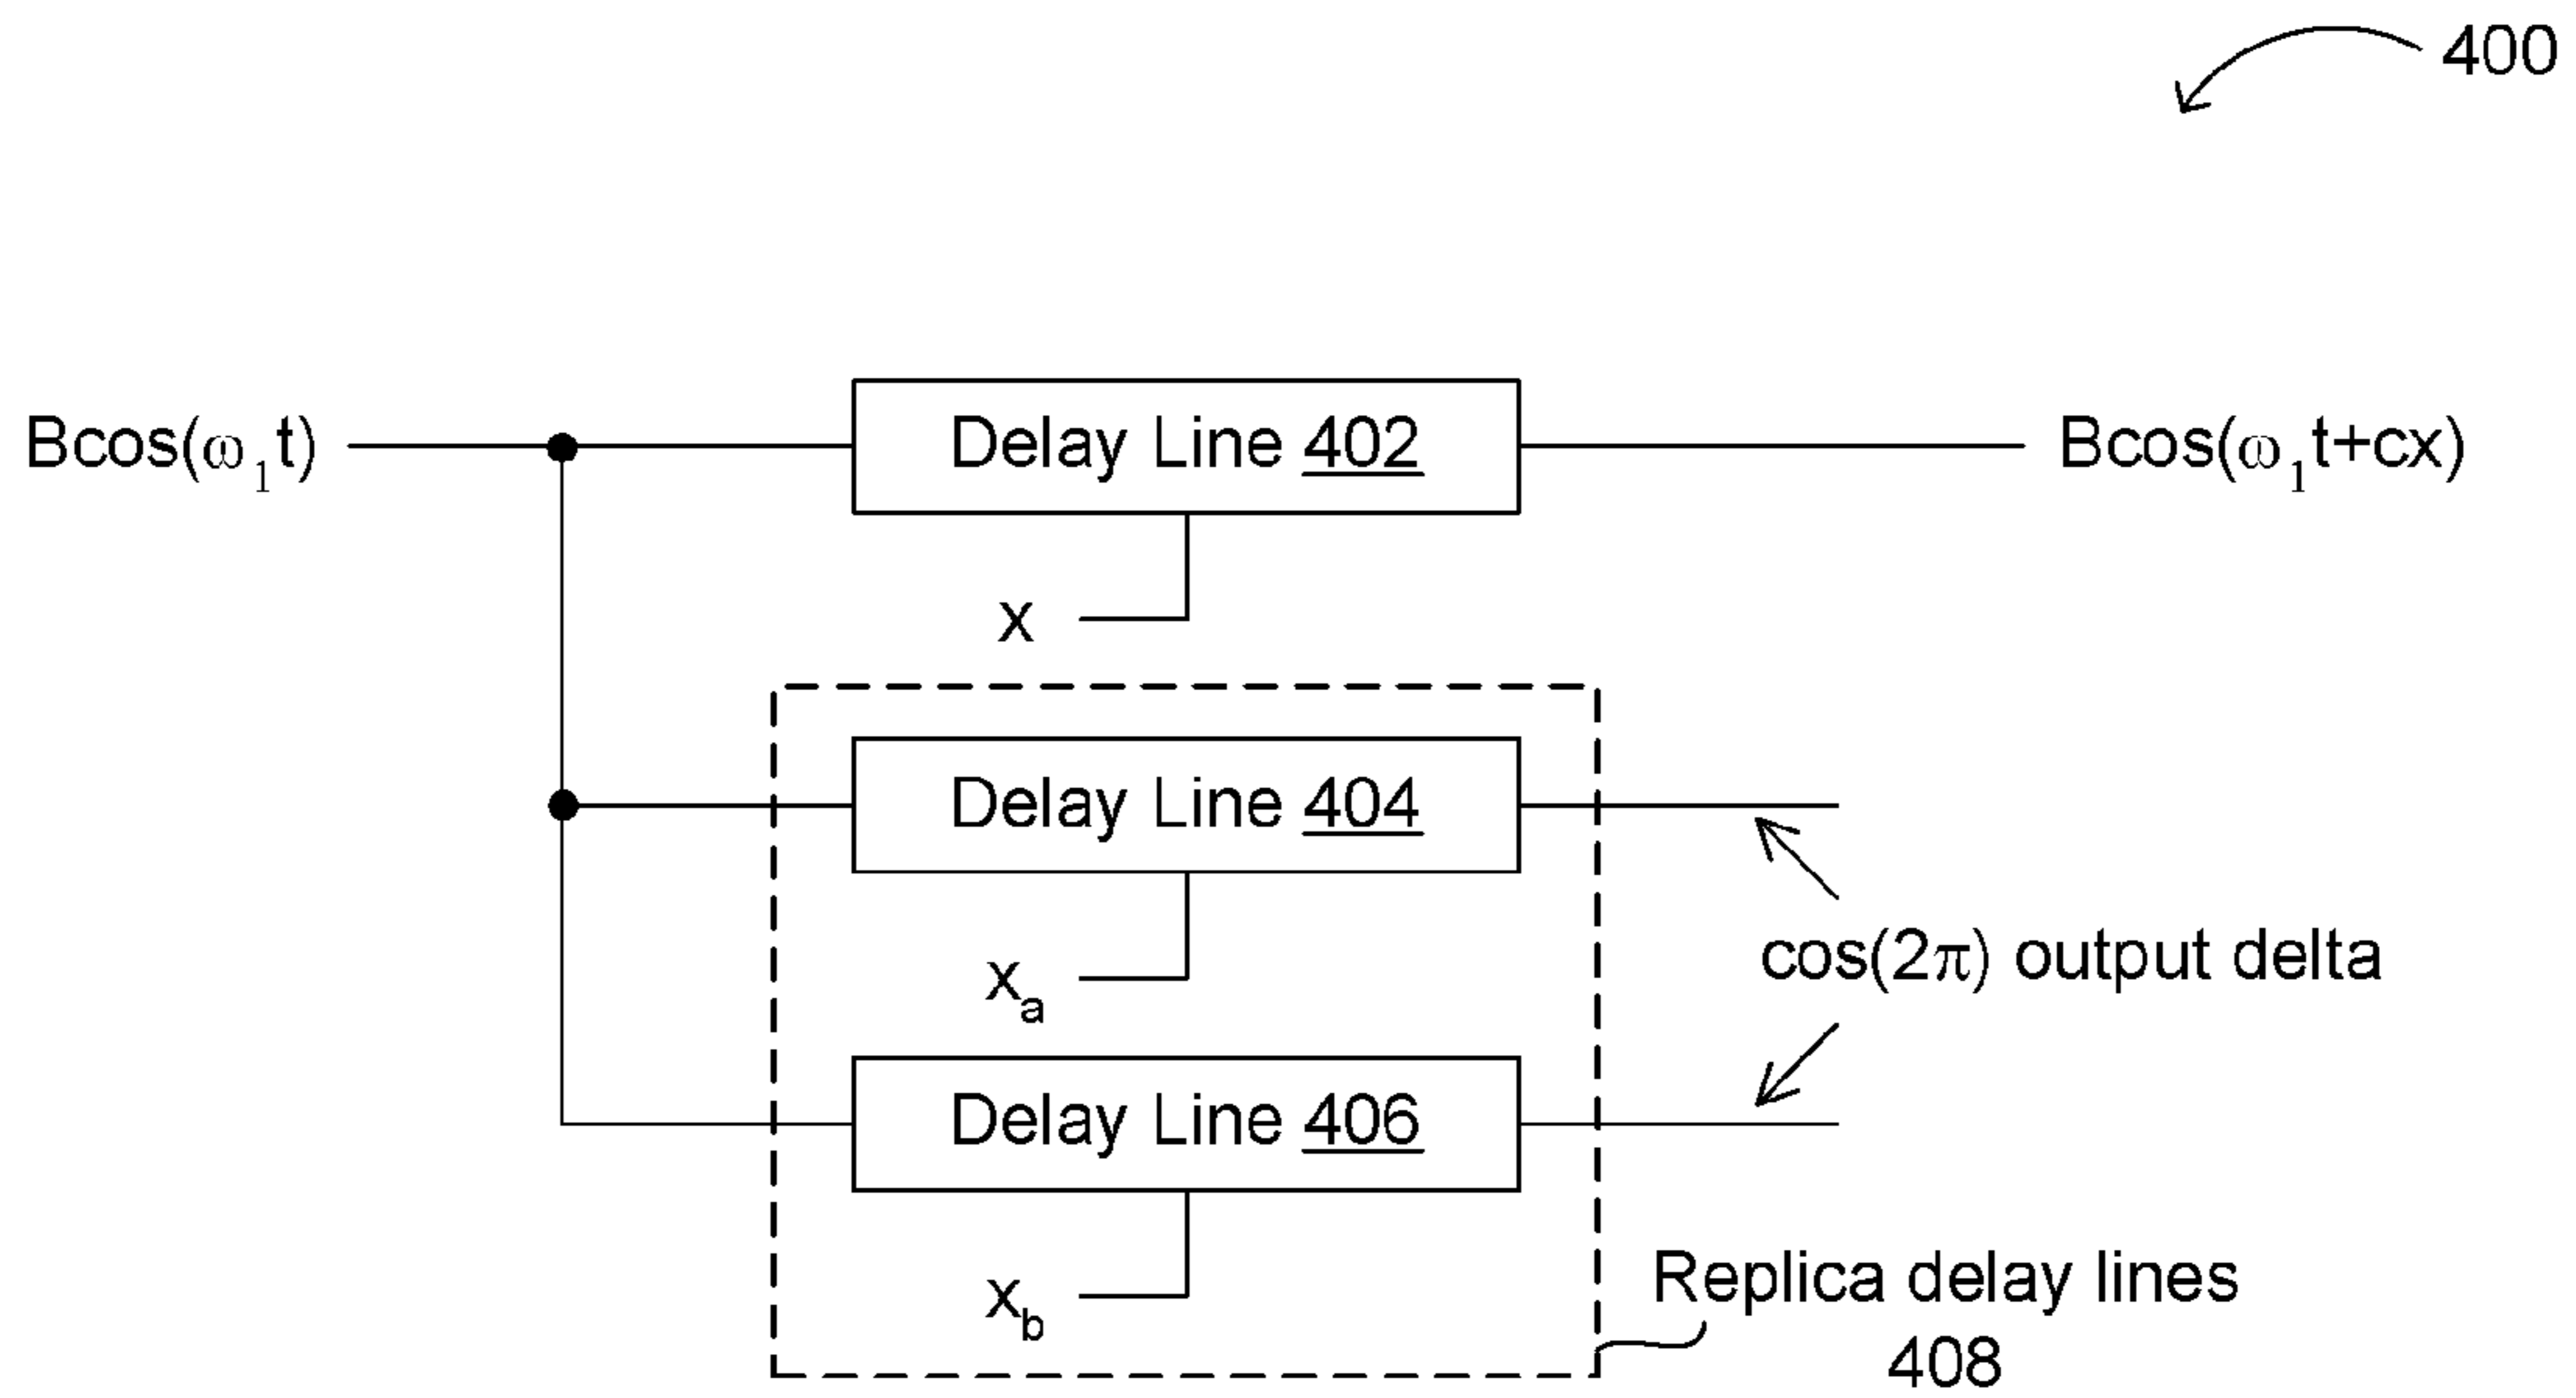 400
Bcos(ω₁t)
Delay Line 402
Bcos(ω₁t+cx)
x
Delay Line 404
xₐ
cos(2π) output delta
Delay Line 406
x_b
Replica delay lines
408